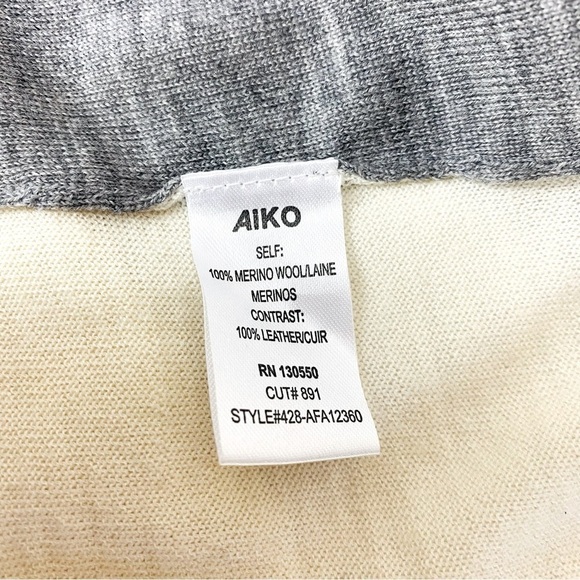 AIKO
SELF:
100% MERINO WOOL/LAINE
MERINOS
CONTRAST:
100% LEATHER/CUIR
RN 130550
CUT# 891
STYLE#428-AFA12360